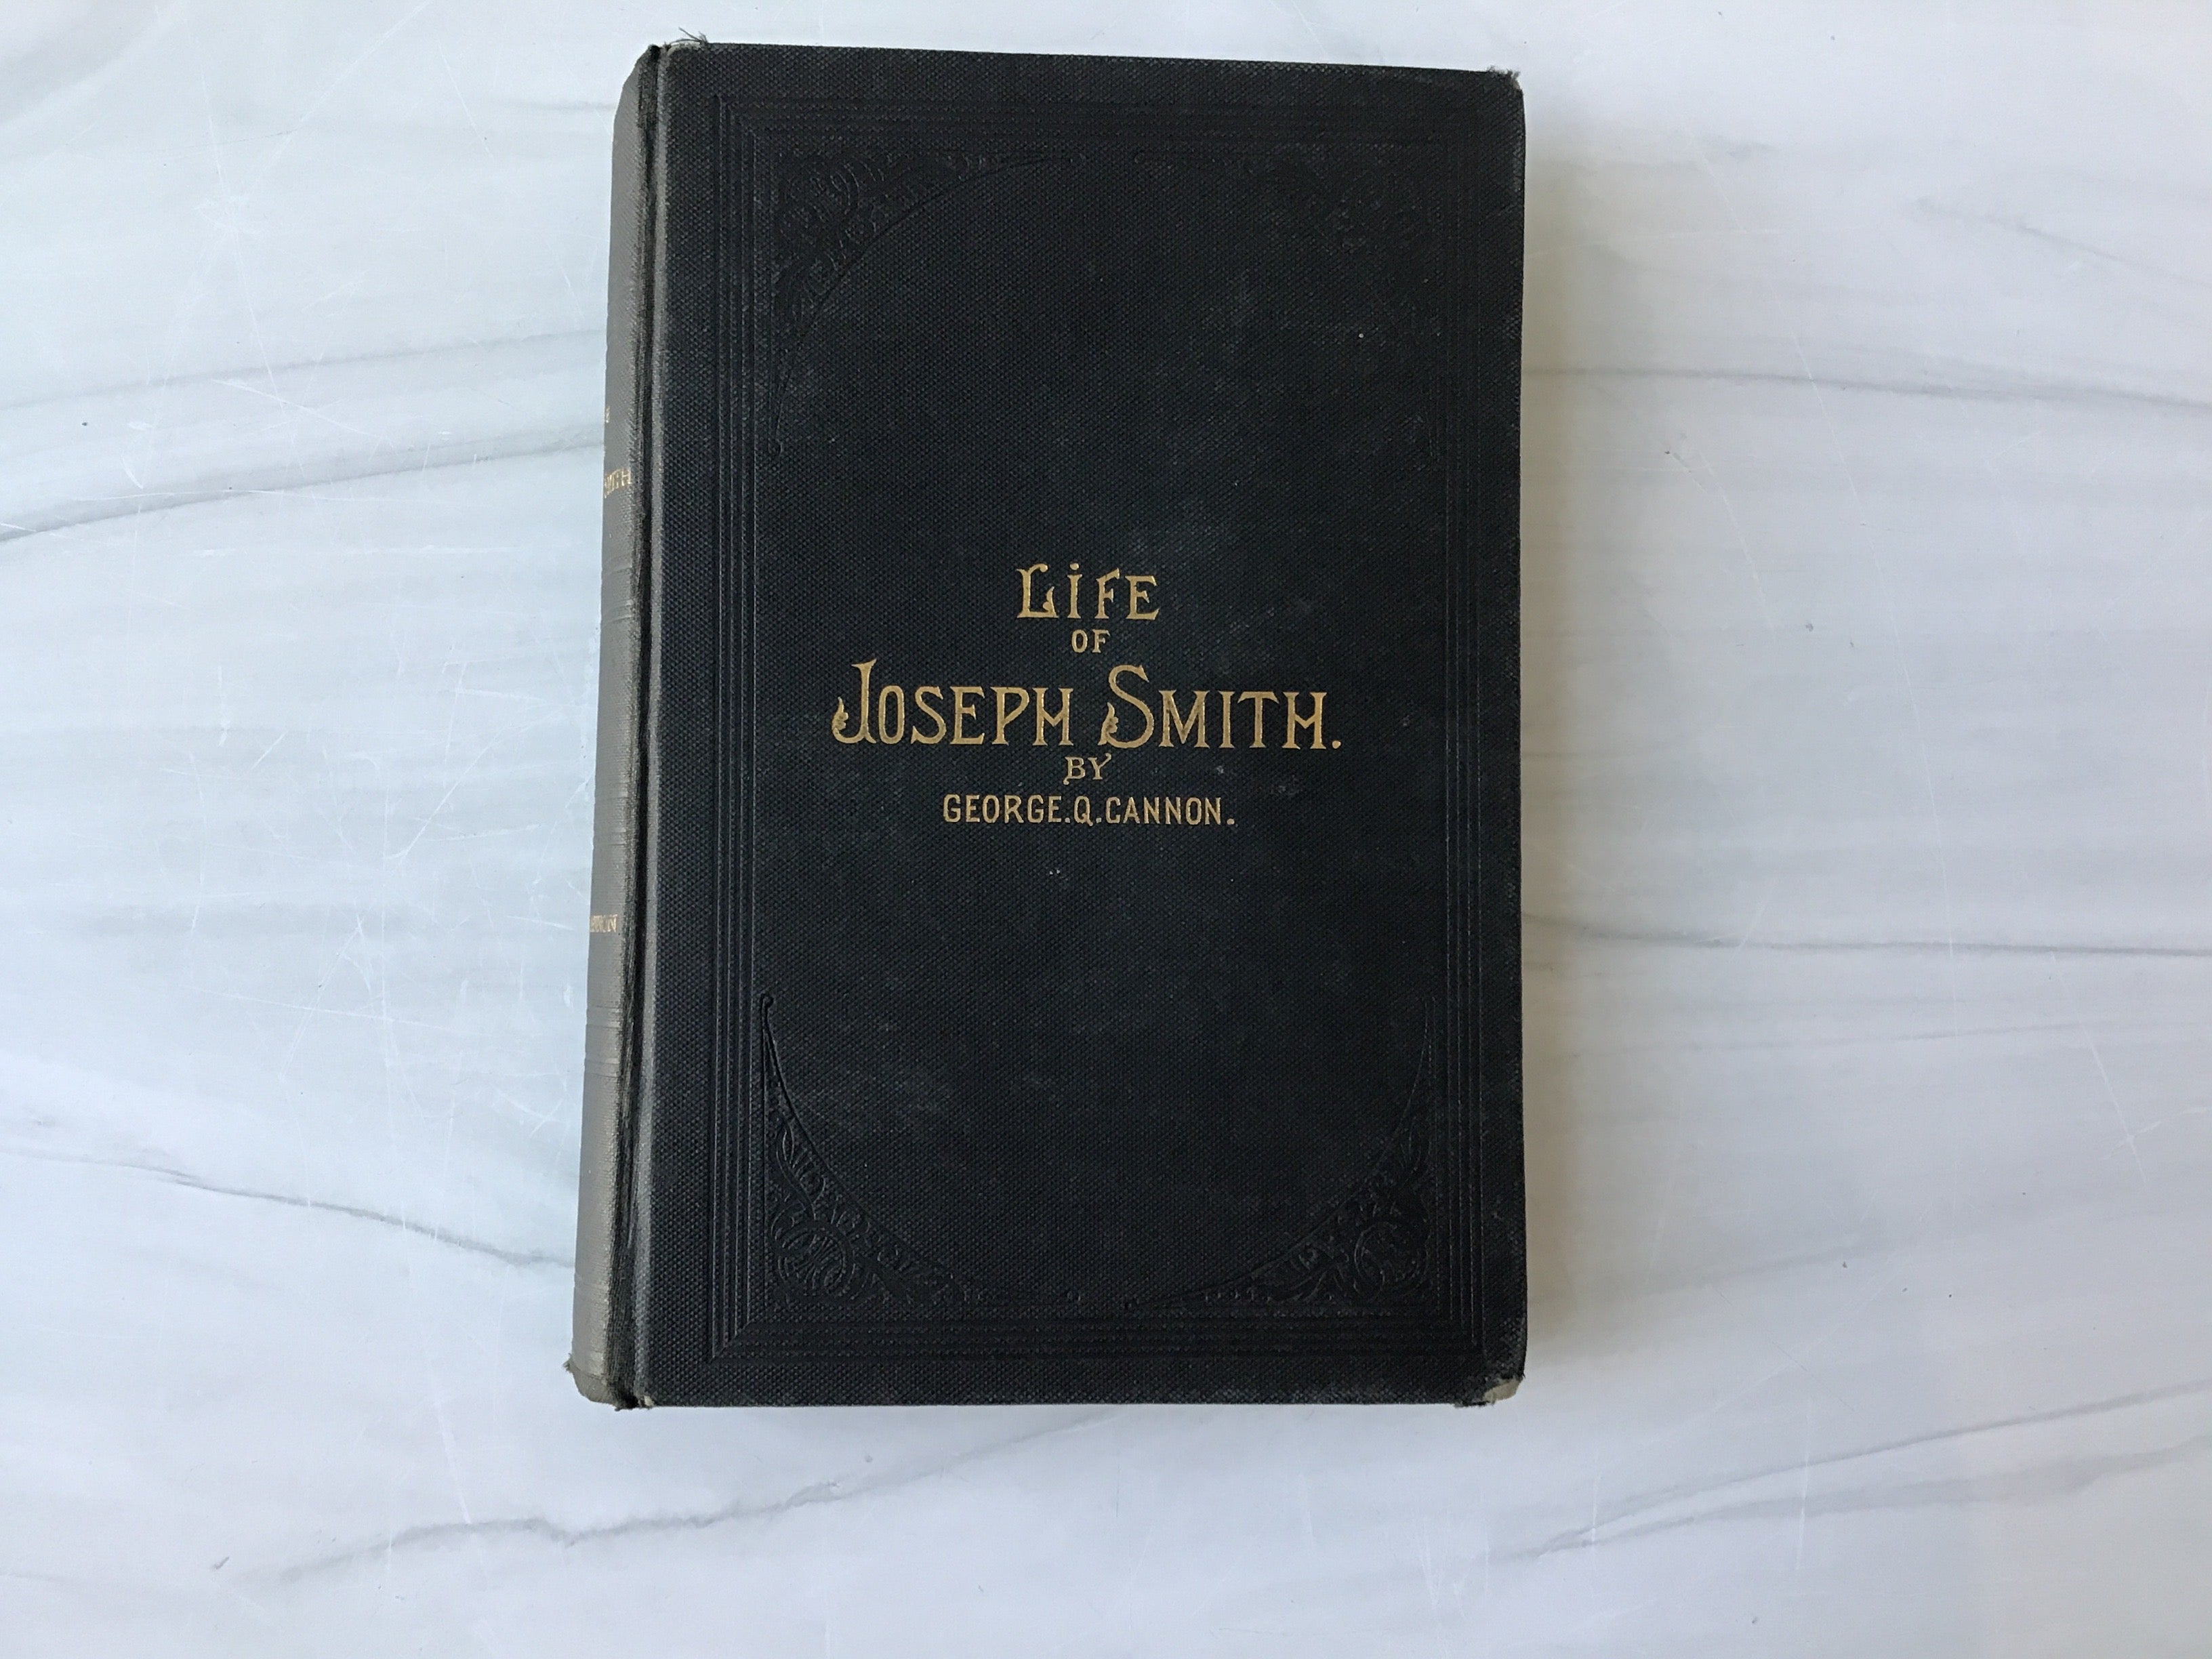 LIFE
OF
JOSEPH SMITH.
BY
GEORGE.Q.CANNON.